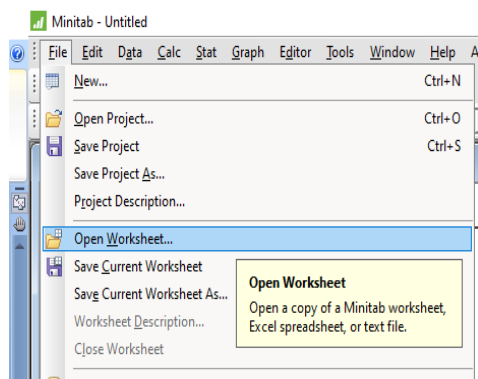 Minitab - Untitled
File Edit Data Calc Stat Graph Editor Tools Window Help A
New... Ctrl+N
Open Project... Ctrl+O
Save Project Ctrl+S
Save Project As...
Project Description...
Open Worksheet...
Save Current Worksheet
Save Current Worksheet As...
Worksheet Description...
Close Worksheet
Open Worksheet
Open a copy of a Minitab worksheet,
Excel spreadsheet, or text file.